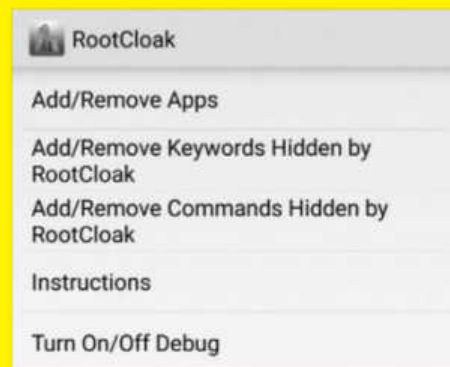 RootCloak
Add/Remove Apps
Add/Remove Keywords Hidden by
RootCloak
Add/Remove Commands Hidden by
RootCloak
Instructions
Turn On/Off Debug